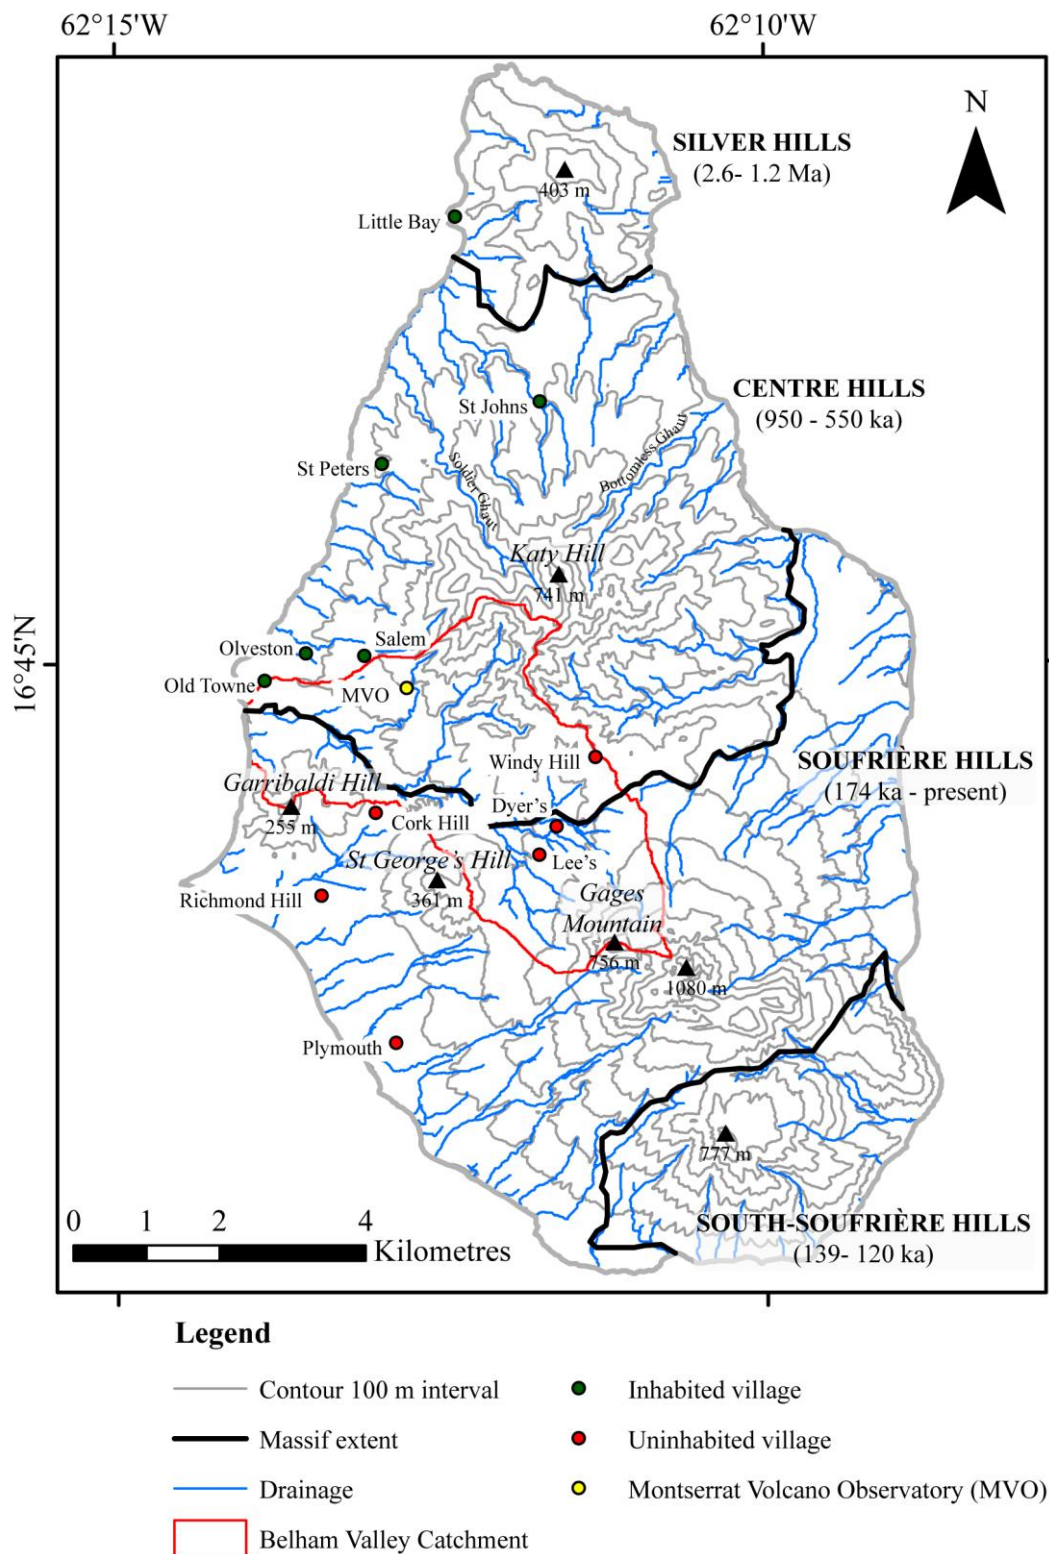 62°15'W
62°10'W
N
SILVER HILLS
(2.6- 1.2 Ma)
403 m
Little Bay
CENTRE HILLS
(950 - 550 ka)
St Johns
St Peters
Soldier Ghaut
Bottomless Ghaut
Katy Hill
741 m
16°45'N
Olveston
Salem
Old Towne
MVO
Windy Hill
SOUFRIÈRE HILLS
(174 ka - present)
Garribaldi Hill
255 m
Dyer's
Cork Hill
St George's Hill
361 m
Lee's
Richmond Hill
Gages
Mountain
756 m
1080 m
Plymouth
777 m
SOUTH-SOUFRIÈRE HILLS
(139- 120 ka)
0 1 2 4
Kilometres
Legend
Contour 100 m interval
Massif extent
Drainage
Belham Valley Catchment
Inhabited village
Uninhabited village
Montserrat Volcano Observatory (MVO)